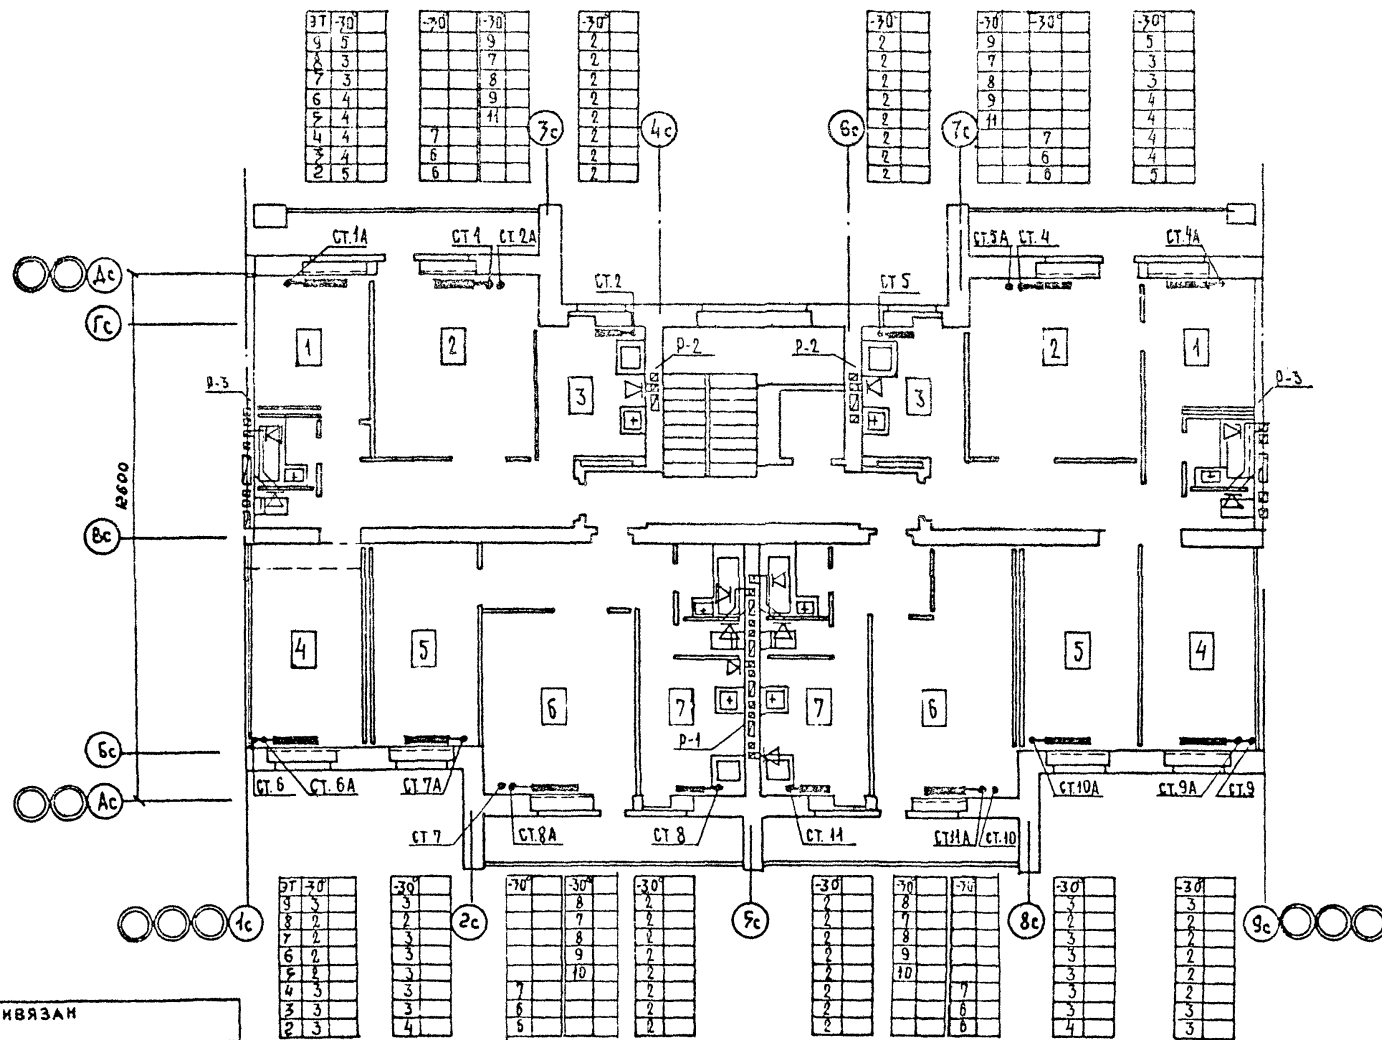 ЭТ -30° -30° -30° -30° -30° -30° -30° -30°
9 5 9 2 2 9 5
8 3 7 2 2 7 3
7 3 8 2 2 8 3
6 4 9 2 2 9 4
5 4 11 2 2 11 4
4 4 7 2 2 7 4
3 4 6 2 2 6 4
2 5 6 2 2 6 5
3с 4с 6с 7с
СТ.1А СТ.1 СТ.2А СТ.5А СТ.4 СТ.4А
Дс СТ.2 СТ 5
Гс
1 2 Р-2 Р-2 2 1
Р-3 3 3 Р-3
12600
Вс
4 5 5 4
6 7 7 6
Р-1
Бс
СТ.6 СТ.6А СТ.7А СТ.10А СТ.9А СТ.9
Ас
СТ 7 СТ.8А СТ 8 СТ.11 СТ.11А СТ.10
ЭТ -30° -30° -30° -30° -30° -30° -30° -30° -30° -30°
9 3 3 8 2 2 8 3 3
8 2 2 7 2 2 7 2 2
7 2 3 8 2 2 8 3 2
6 2 3 9 2 2 9 3 2
5 2 3 10 2 2 10 3 2
4 3 3 7 2 2 7 3 2
3 3 3 6 2 2 6 3 3
2 3 4 6 2 2 6 4 3
1с 2с 5с 8с 9с
ИВЯЗАН